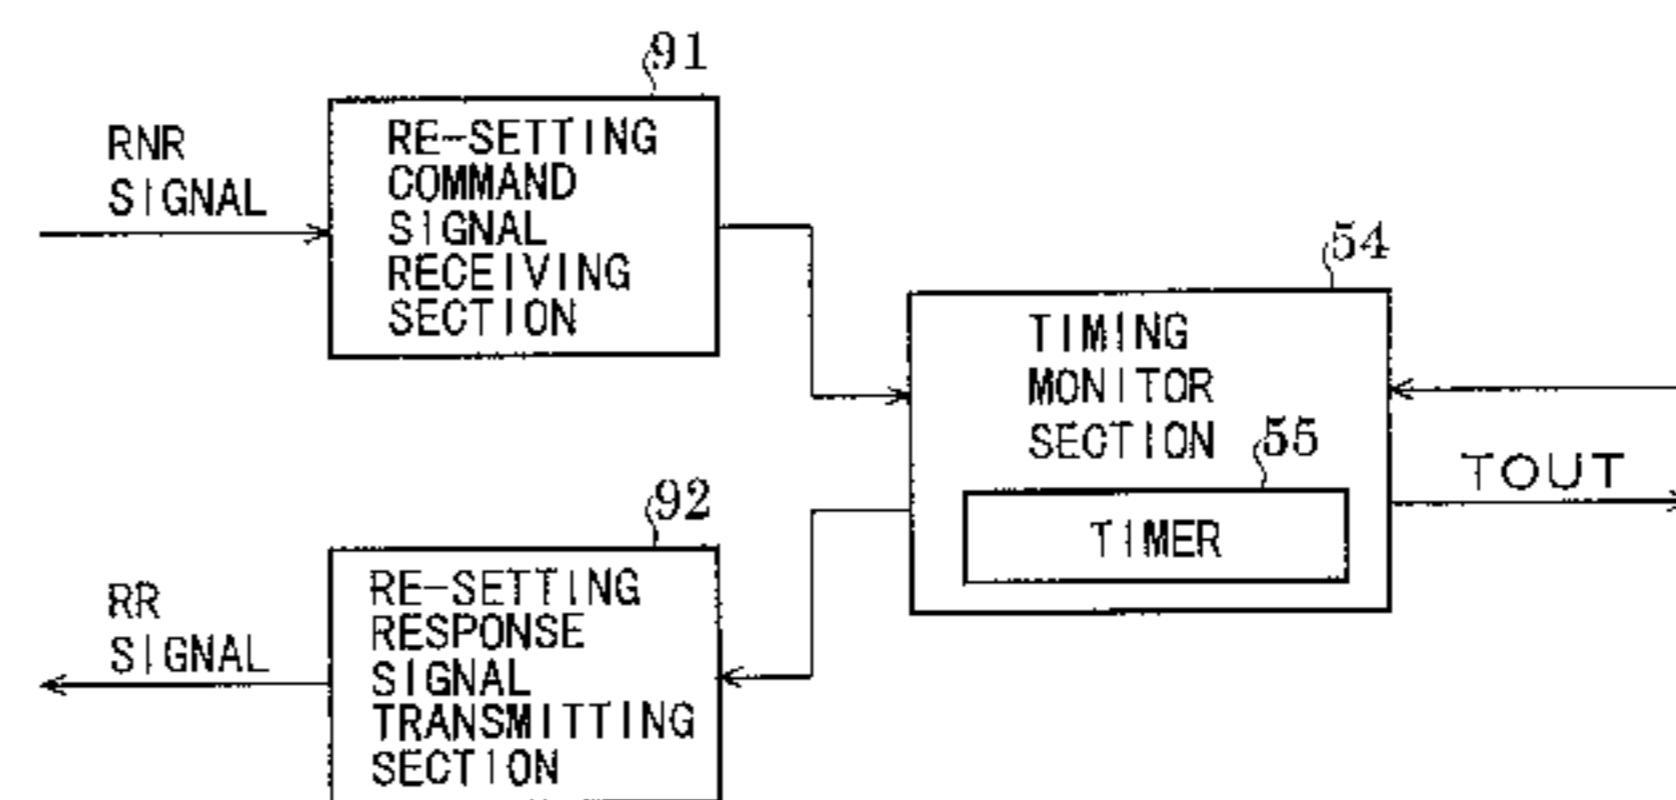 91
RNR
SIGNAL
RE-SETTING
COMMAND
SIGNAL
RECEIVING
SECTION
54
TIMING
MONITOR
SECTION
55
TIMER
TOUT
92
RR
SIGNAL
RE-SETTING
RESPONSE
SIGNAL
TRANSMITTING
SECTION